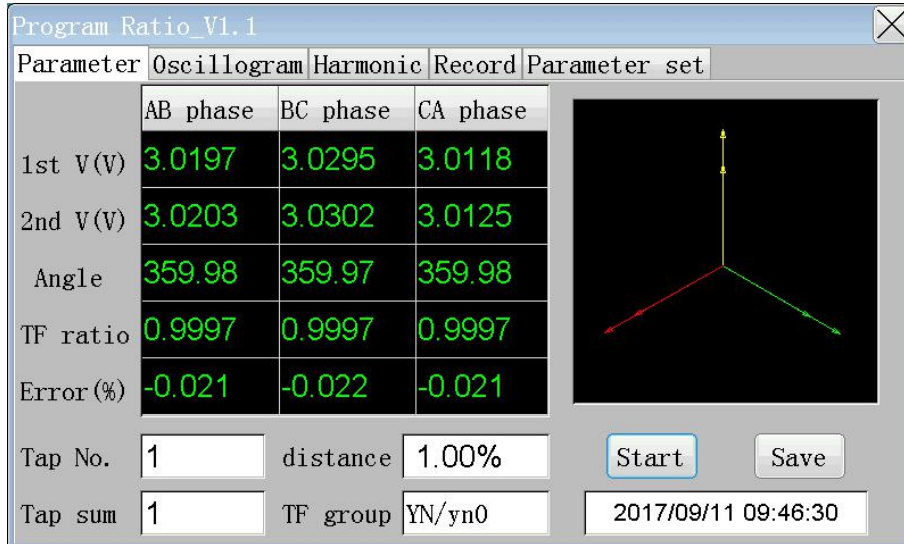 Program Ratio_V1.1
Parameter Oscillogram Harmonic Record Parameter set
AB phase BC phase CA phase
1st V(V) 3.0197 3.0295 3.0118
2nd V(V) 3.0203 3.0302 3.0125
Angle 359.98 359.97 359.98
TF ratio 0.9997 0.9997 0.9997
Error(%) -0.021 -0.022 -0.021
Tap No. 1 distance 1.00% Start Save
Tap sum 1 TF group YN/yn0 2017/09/11 09:46:30